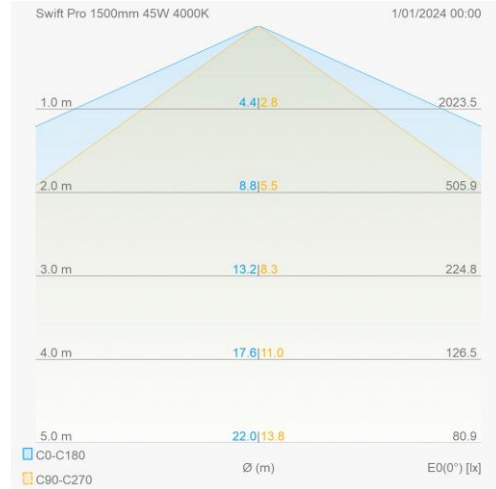 Swift Pro 1500mm 45W 4000K 1/01/2024 00:00
1.0 m 4.4|2.8 2023.5
2.0 m 8.8|5.5 505.9
3.0 m 13.2|8.3 224.8
4.0 m 17.6|11.0 126.5
5.0 m 22.0|13.8 80.9
C0-C180
Ø (m) E0(0°) [lx]
C90-C270